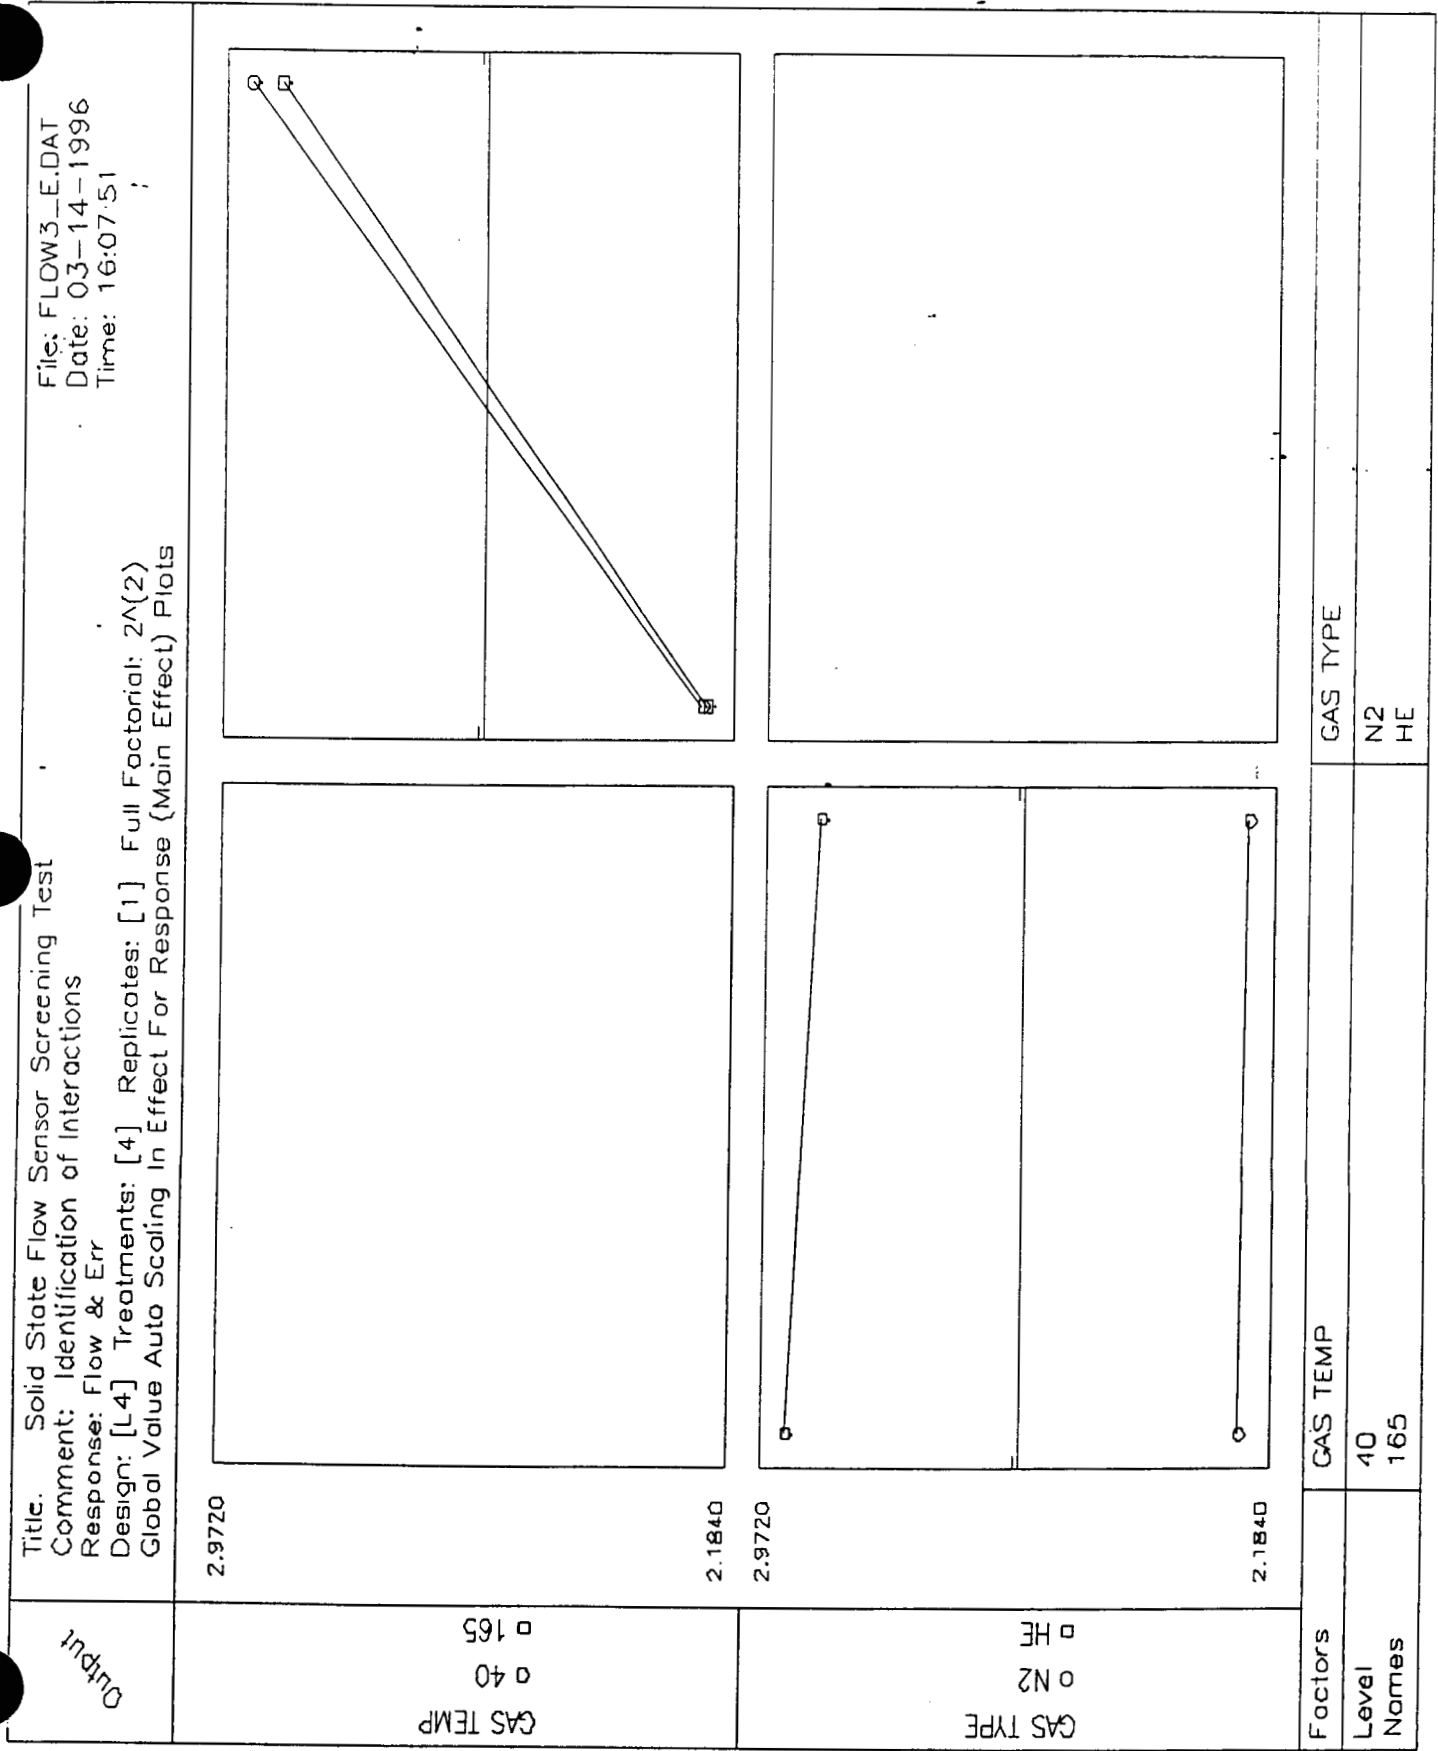 Title. Solid State Flow Sensor Screening Test
Comment: Identification of Interactions
Response: Flow & Err
Design: [L4] Treatments: [4] Replicates: [1] Full Factorial: 2^(2)
Global Value Auto Scaling In Effect For Response (Main Effect) Plots
File: FLOW3_E.DAT
Date: 03-14-1996
Time: 16:07:51
Output
GAS TEMP
40
165
2.9720
2.1840
GAS TYPE
N2
HE
2.9720
2.1840
Factors GAS TEMP GAS TYPE
Level 40 N2
Names 165 HE